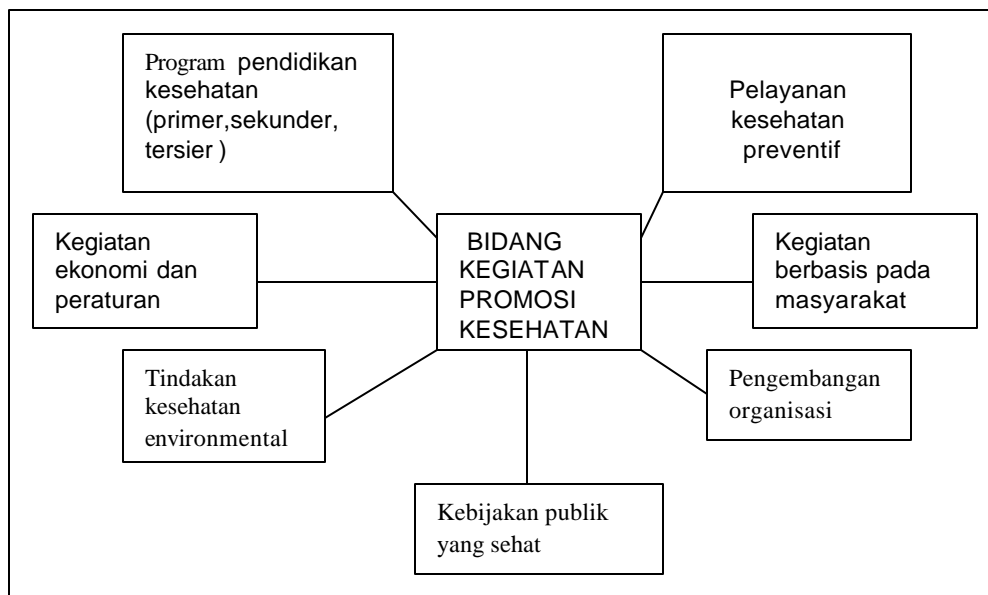 Program pendidikan
kesehatan
(primer,sekunder,
tersier )
Pelayanan
kesehatan
preventif
Kegiatan
ekonomi dan
peraturan
BIDANG
KEGIATAN
PROMOSI
KESEHATAN
Kegiatan
berbasis pada
masyarakat
Tindakan
kesehatan
environmental
Pengembangan
organisasi
Kebijakan publik
yang sehat